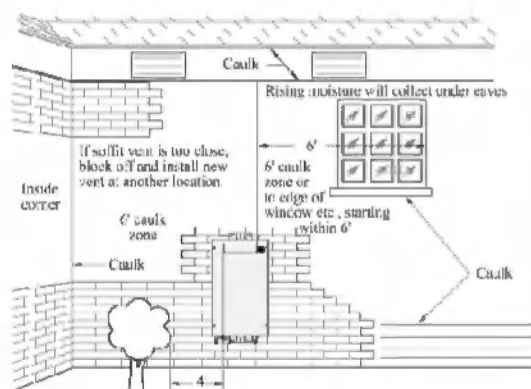 Caulk
Rising moisture will collect under eaves
6'
If soffit vent is too close,
block off and install new
vent at another location
6' caulk
zone or
to edge of
window etc., starting
within 6'
Inside
corner
6' caulk
zone
Caulk
Caulk
4